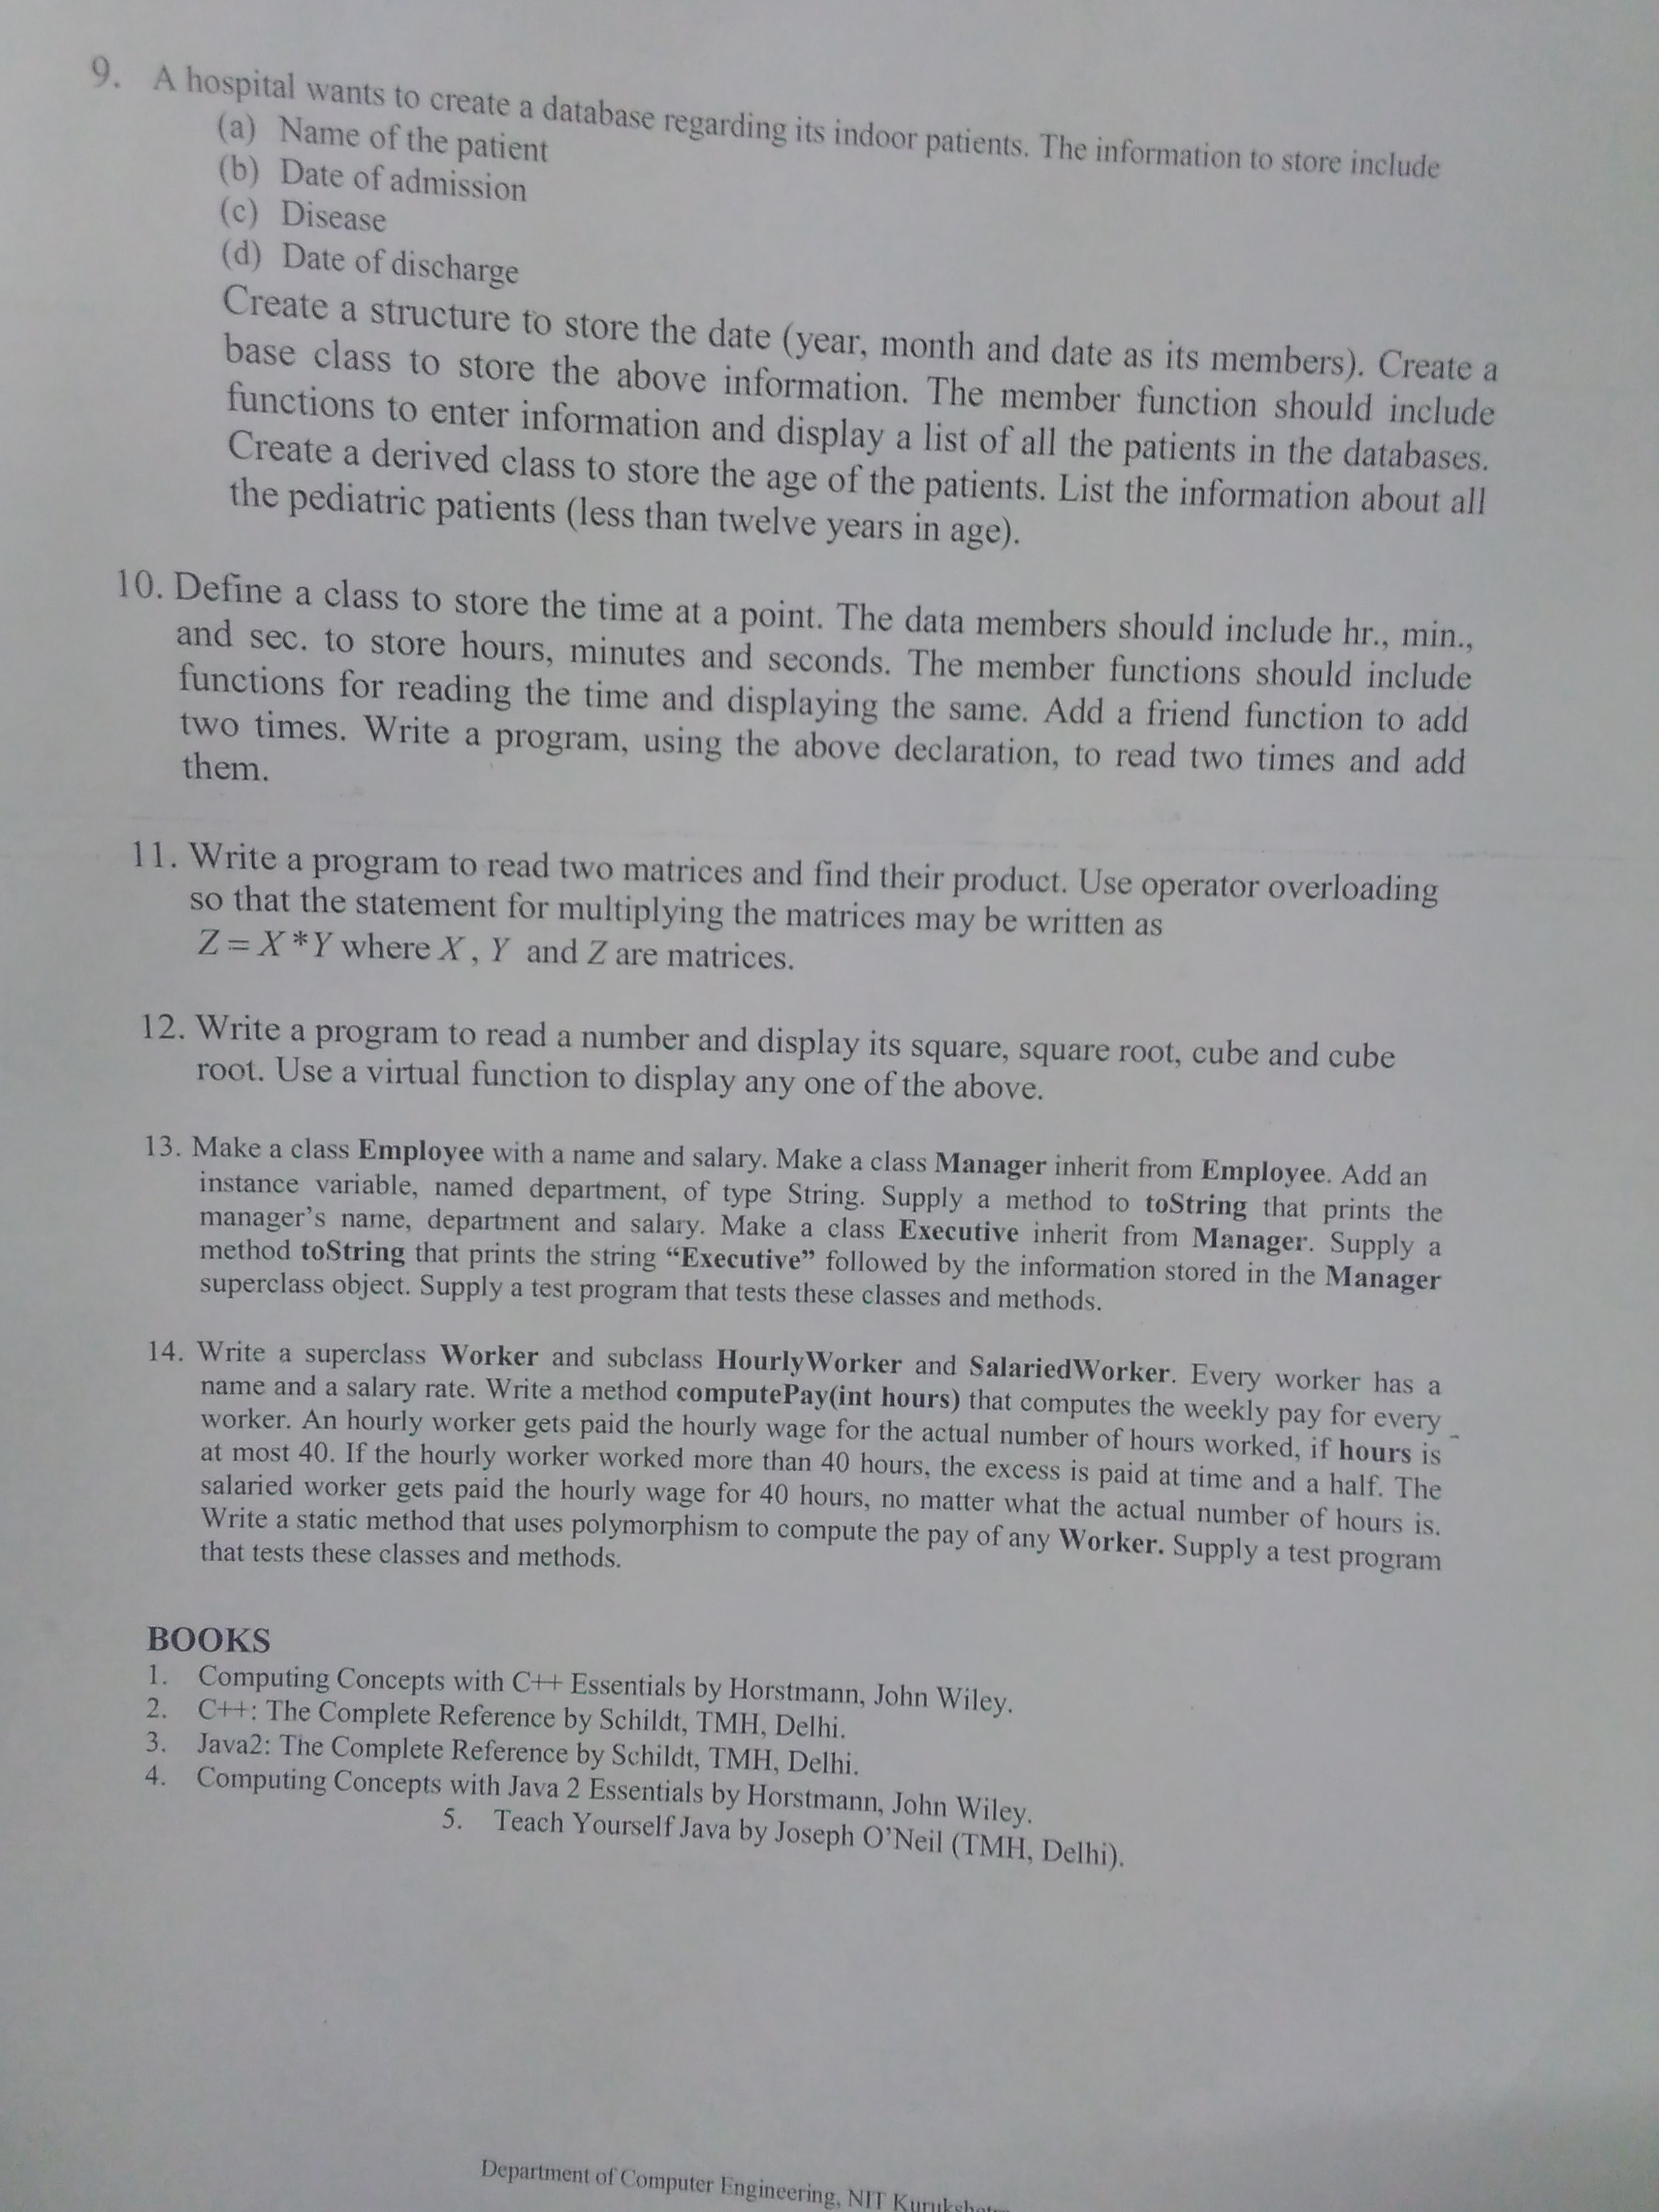 9. A hospital wants to create a database regarding its indoor patients. The information to store include
(a) Name of the patient
(b) Date of admission
(c) Disease
(d) Date of discharge
Create a structure to store the date (year, month and date as its members). Create a
base class to store the above information. The member function should include
functions to enter information and display a list of all the patients in the databases.
Create a derived class to store the age of the patients. List the information about all
the pediatric patients (less than twelve years in age).
10. Define a class to store the time at a point. The data members should include hr., min.,
and sec. to store hours, minutes and seconds. The member functions should include
functions for reading the time and displaying the same. Add a friend function to add
two times. Write a program, using the above declaration, to read two times and add
them.
11. Write a program to read two matrices and find their product. Use operator overloading
so that the statement for multiplying the matrices may be written as
Z = X *Y where X , Y and Z are matrices.
12. Write a program to read a number and display its square, square root, cube and cube
root. Use a virtual function to display any one of the above.
13. Make a class Employee with a name and salary. Make a class Manager inherit from Employee. Add an
instance variable, named department, of type String. Supply a method to toString that prints the
manager's name, department and salary. Make a class Executive inherit from Manager. Supply a
method toString that prints the string “Executive” followed by the information stored in the Manager
superclass object. Supply a test program that tests these classes and methods.
14. Write a superclass Worker and subclass HourlyWorker and SalariedWorker. Every worker has a
name and a salary rate. Write a method computePay(int hours) that computes the weekly pay for every
worker. An hourly worker gets paid the hourly wage for the actual number of hours worked, if hours is
at most 40. If the hourly worker worked more than 40 hours, the excess is paid at time and a half. The
salaried worker gets paid the hourly wage for 40 hours, no matter what the actual number of hours is.
Write a static method that uses polymorphism to compute the pay of any Worker. Supply a test program
that tests these classes and methods.
BOOKS
1. Computing Concepts with C++ Essentials by Horstmann, John Wiley.
2. C++: The Complete Reference by Schildt, TMH, Delhi.
3. Java2: The Complete Reference by Schildt, TMH, Delhi.
4. Computing Concepts with Java 2 Essentials by Horstmann, John Wiley.
5. Teach Yourself Java by Joseph O'Neil (TMH, Delhi).
Department of Computer Engineering, NIT